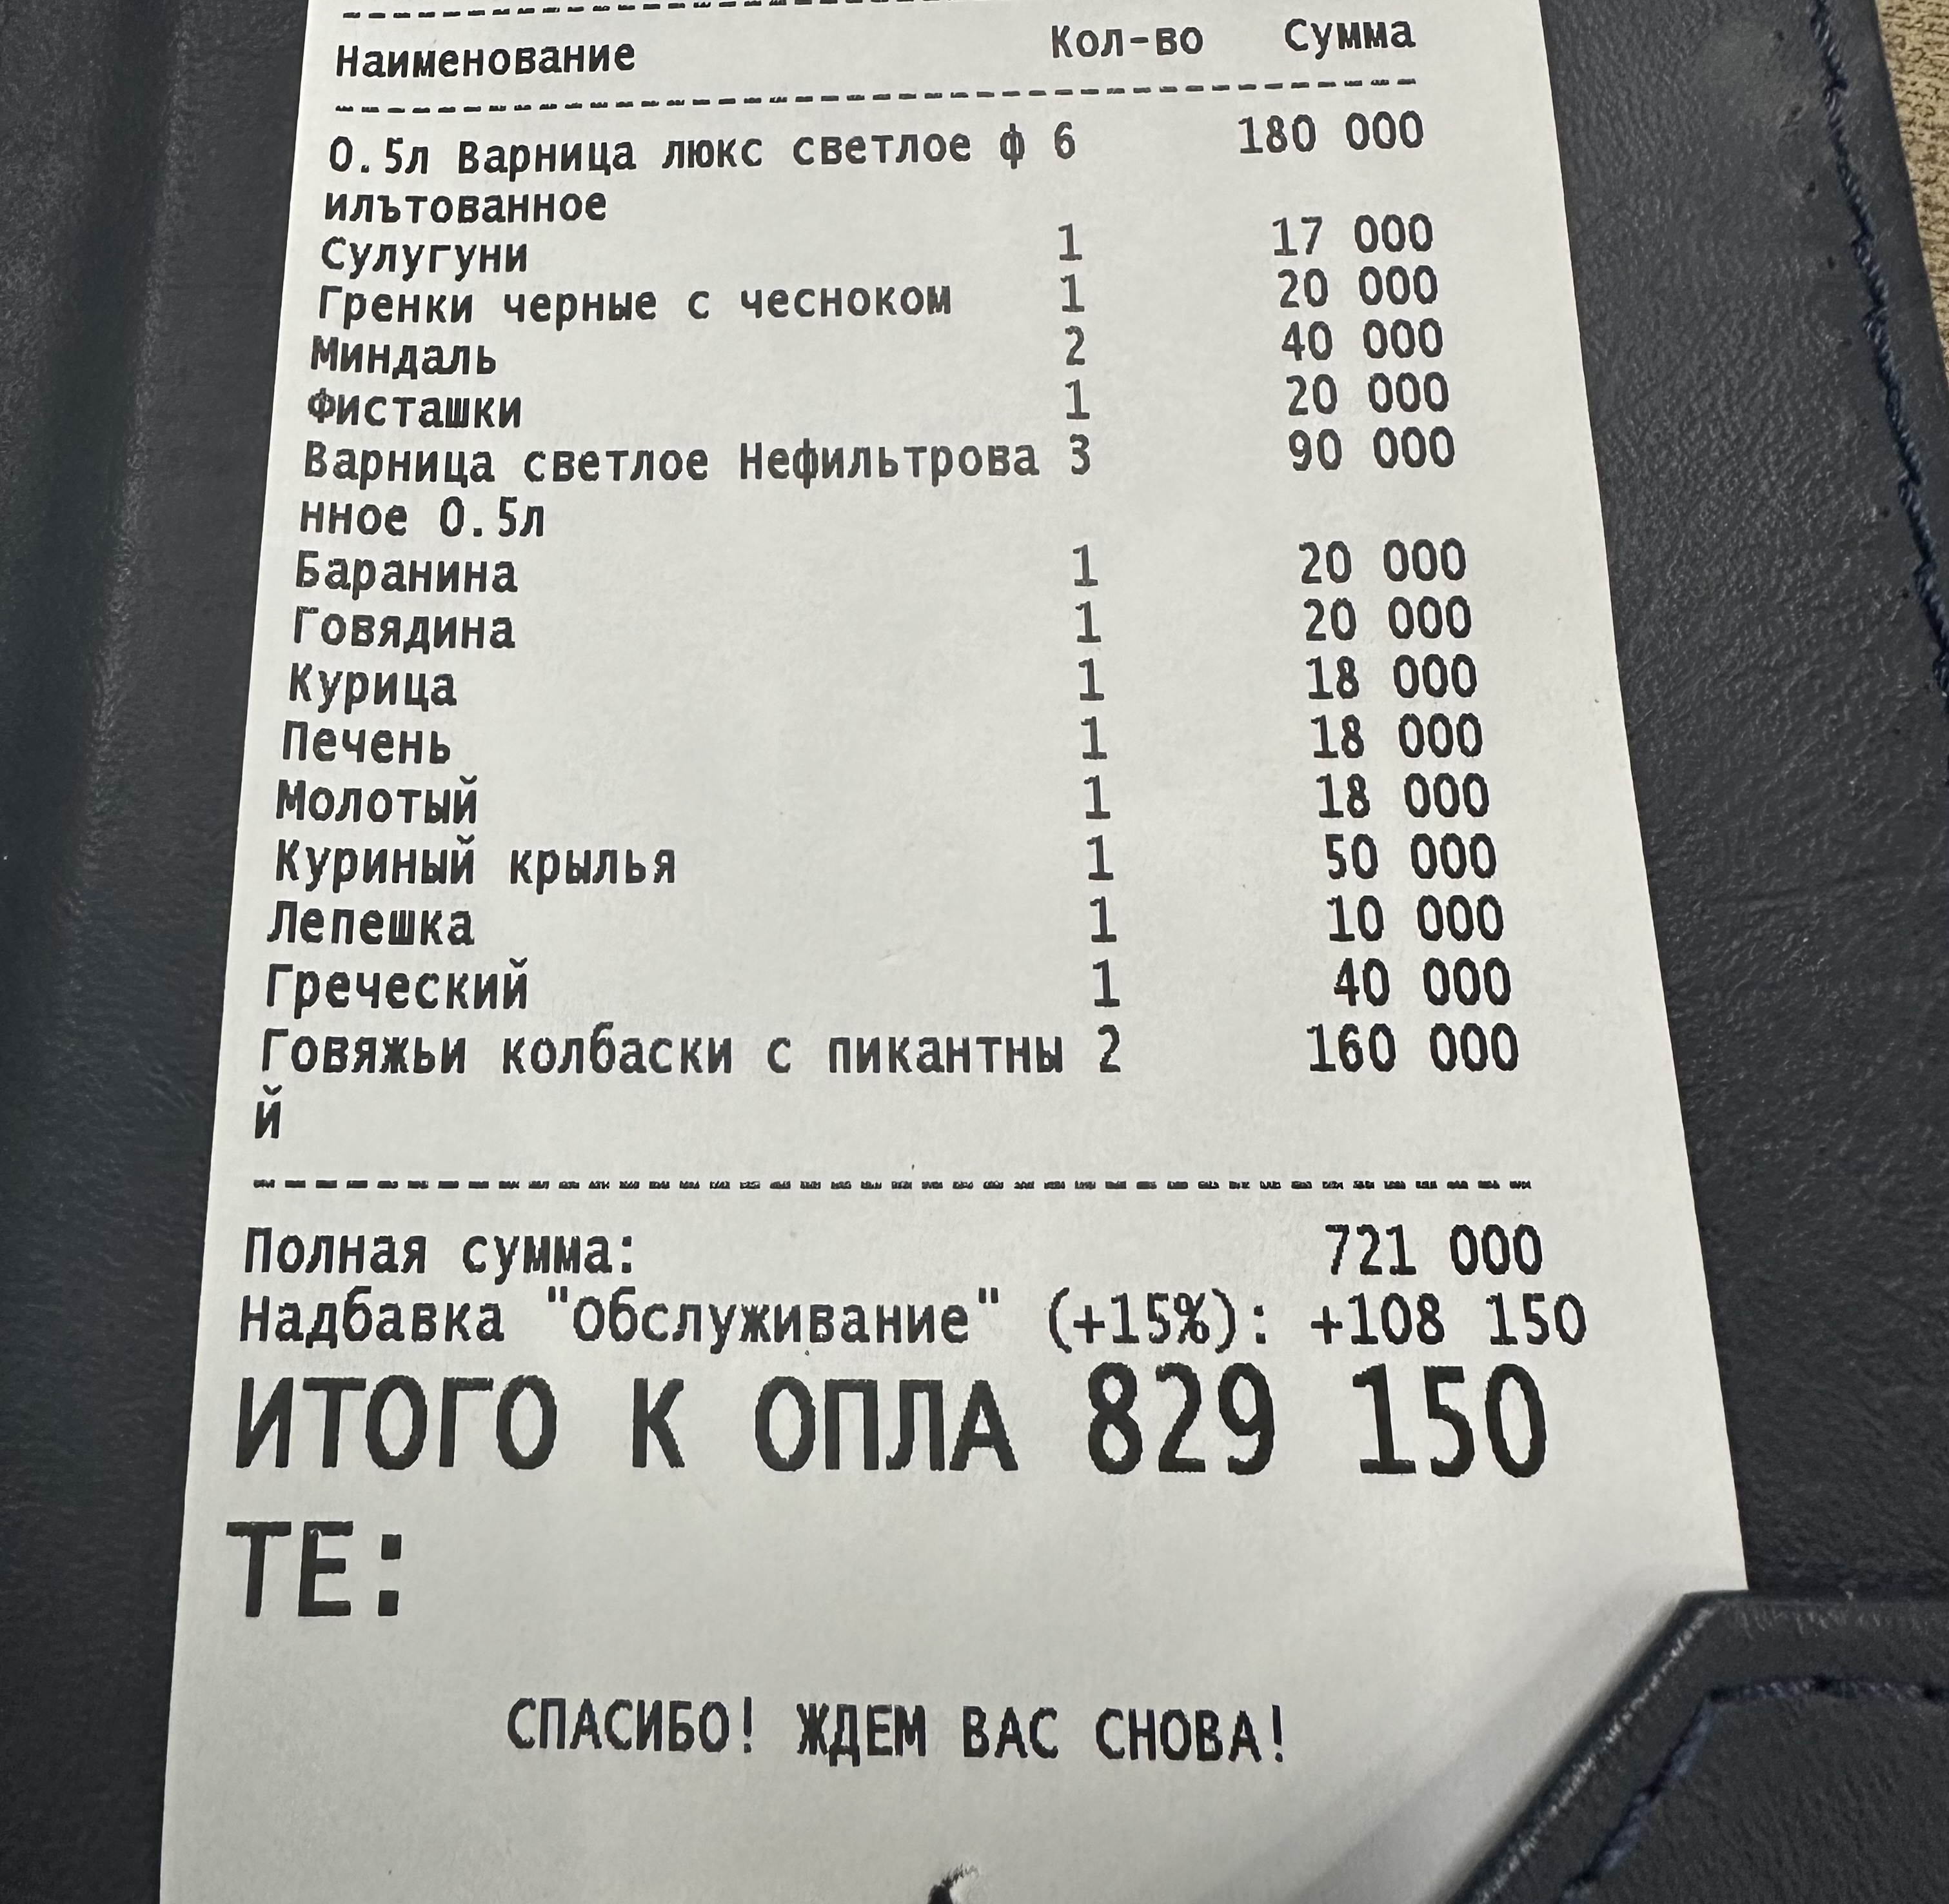 Наименование Кол-во Сумма
0.5л Варница люкс светлое ф 6 180 000
илътованное
Сулугуни 1 17 000
Гренки черные с чесноком 1 20 000
Миндаль 2 40 000
Фисташки 1 20 000
Варница светлое Нефильтрова 3 90 000
нное 0.5л
Баранина 1 20 000
Говядина 1 20 000
Курица 1 18 000
Печень 1 18 000
Молотый 1 18 000
Куриный крылья 1 50 000
Лепешка 1 10 000
Греческий 1 40 000
Говяжьи колбаски с пикантны 2 160 000
й
Полная сумма: 721 000
Надбавка "Обслуживание" (+15%): +108 150
ИТОГО К ОПЛА 829 150
ТЕ:
СПАСИБО! ЖДЕМ ВАС СНОВА!